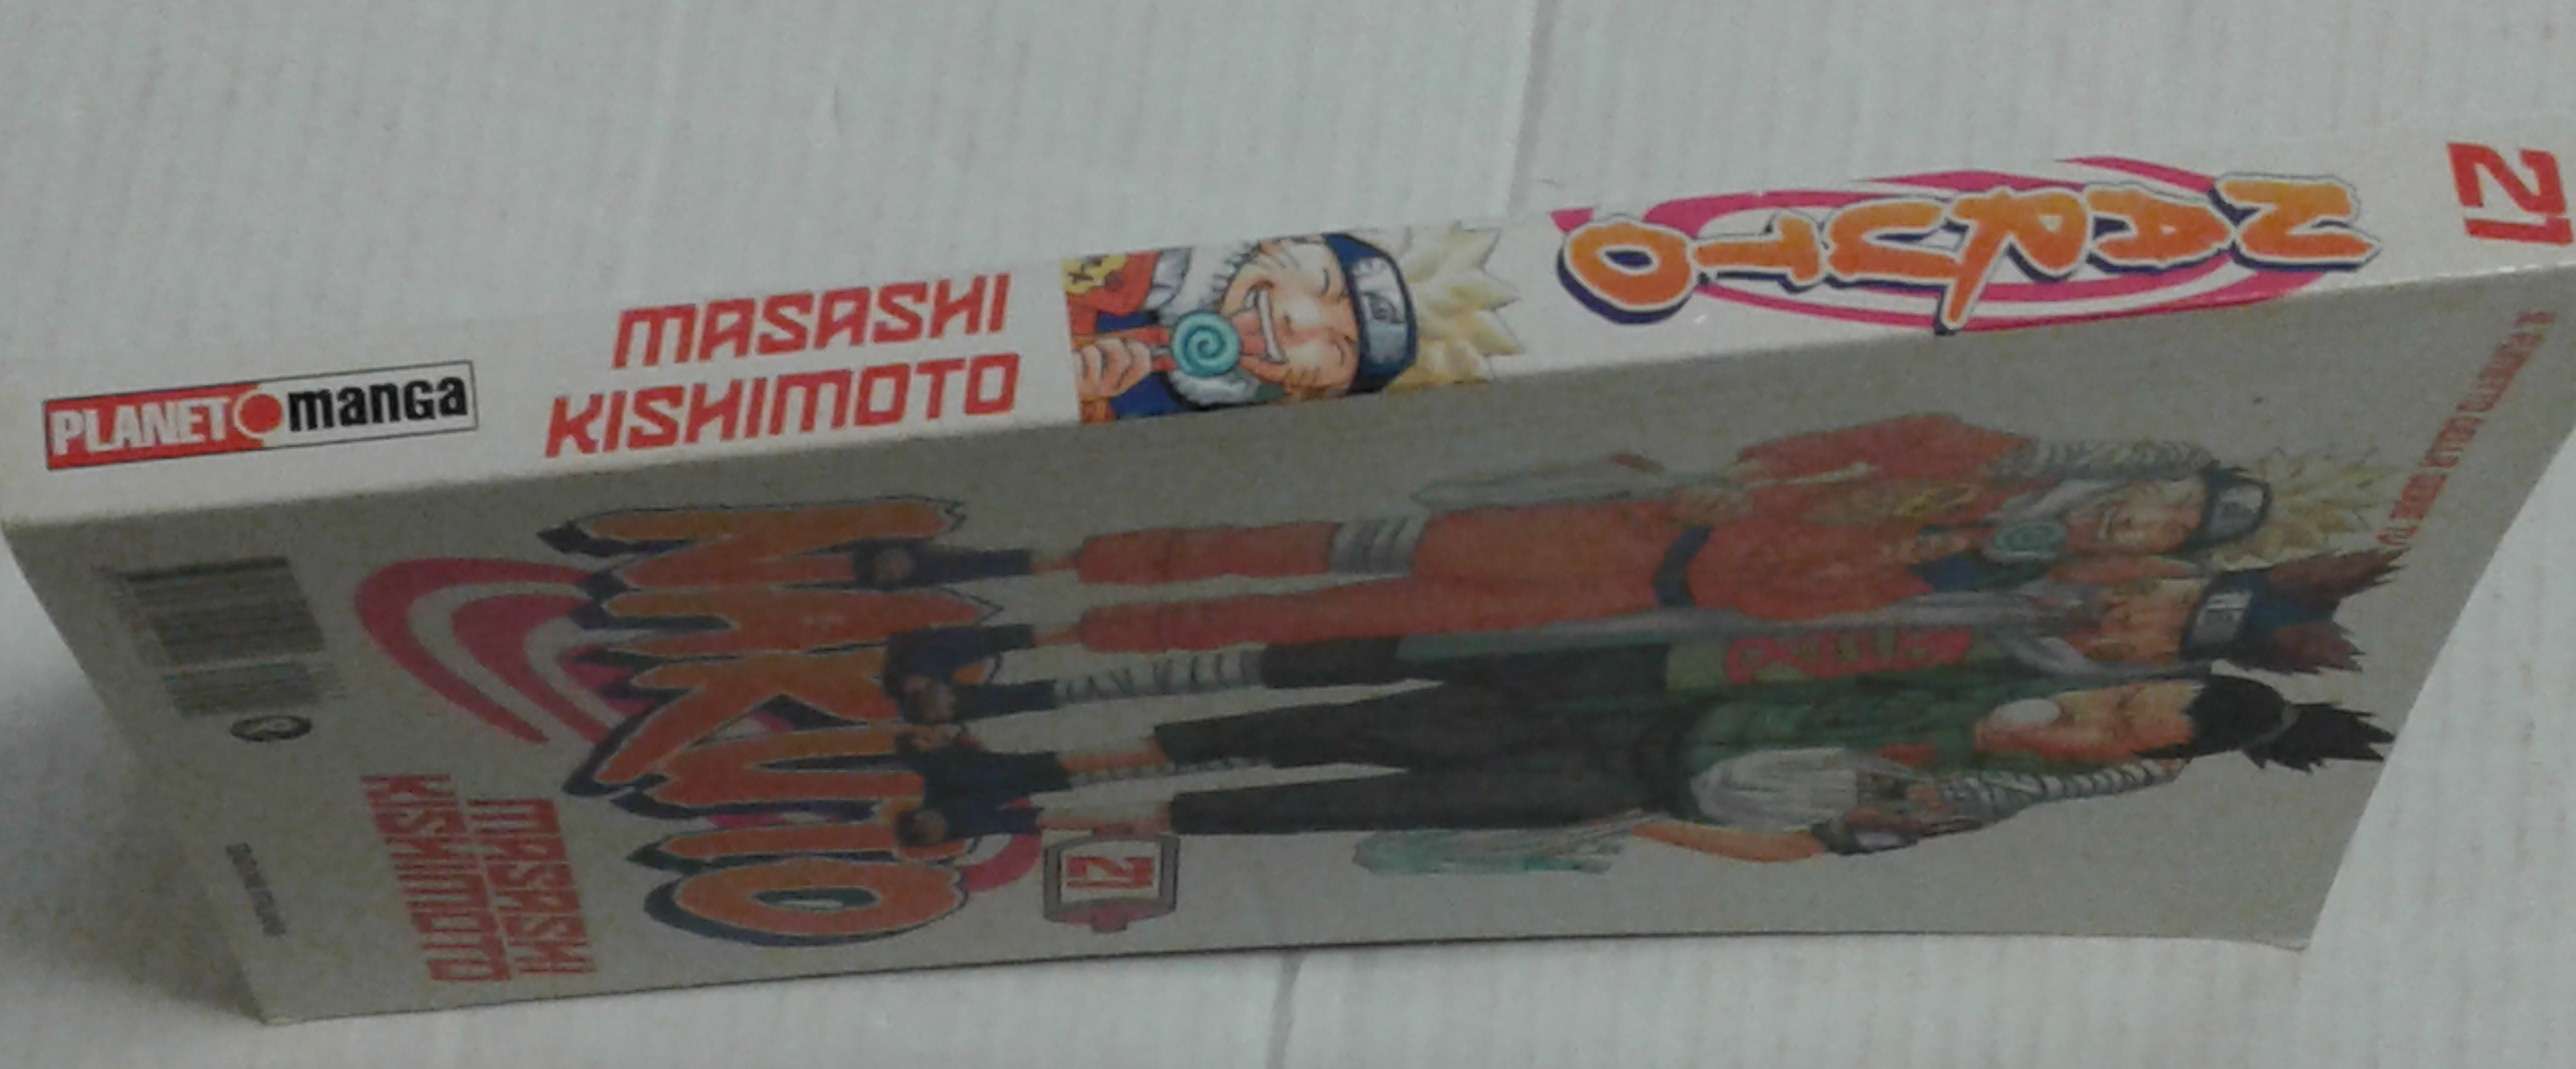 21
NARUTO
MASASHI
KISHIMOTO
PLANET manga
NARUTO
21
MASASHI
KISHIMOTO